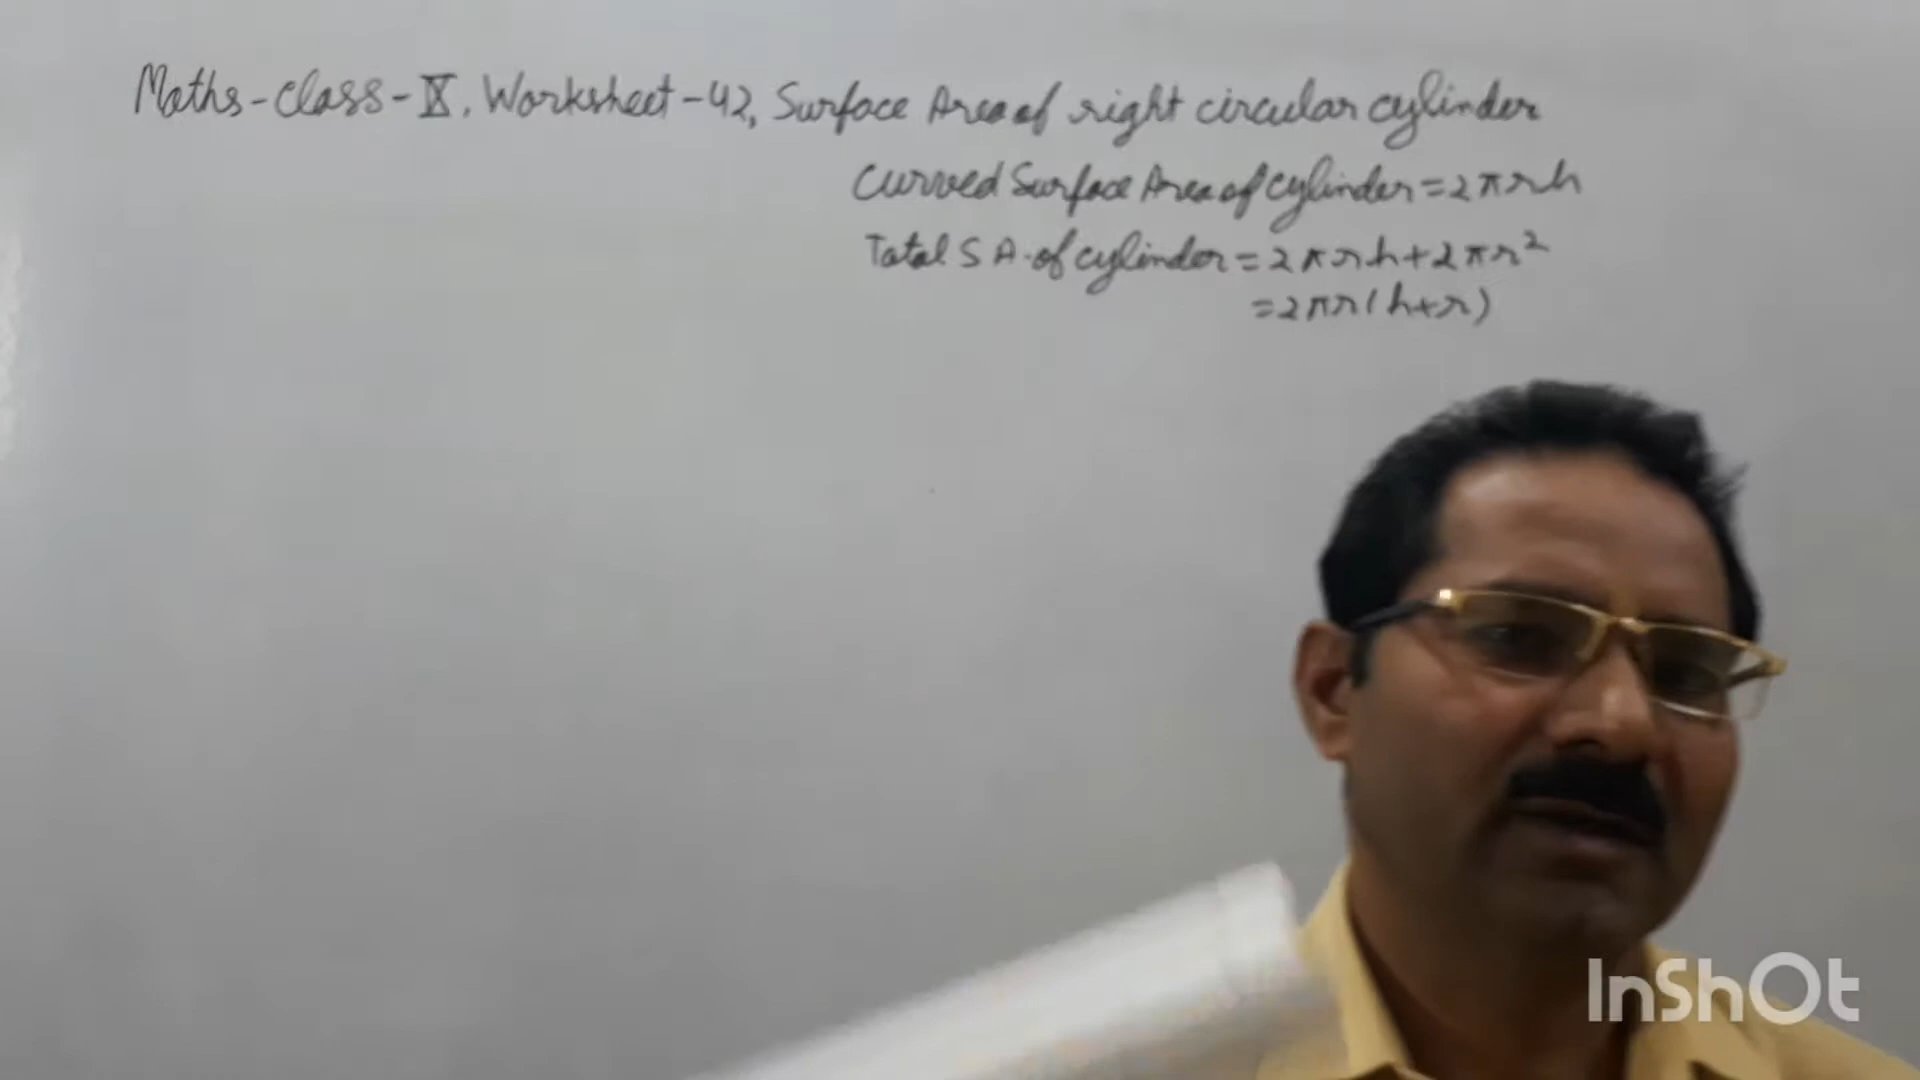 Maths-class-IX, Worksheet-42, Surface Area of right circular cylinder
Curved Surface Area of cylinder = 2πrh
Total S A. of cylinder = 2πrh + 2πr²
= 2πr(h+r)
InShOt